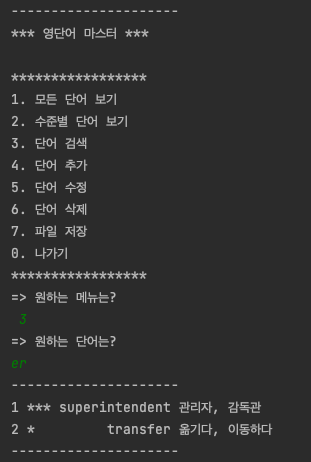 ---------------------
*** 영단어 마스터 ***
*****************
1. 모든 단어 보기
2. 수준별 단어 보기
3. 단어 검색
4. 단어 추가
5. 단어 수정
6. 단어 삭제
7. 파일 저장
0. 나가기
*****************
=> 원하는 메뉴는?
3
=> 원하는 단어는?
er
---------------------
1 *** superintendent 관리자, 감독관
2 *         transfer 옮기다, 이동하다
---------------------